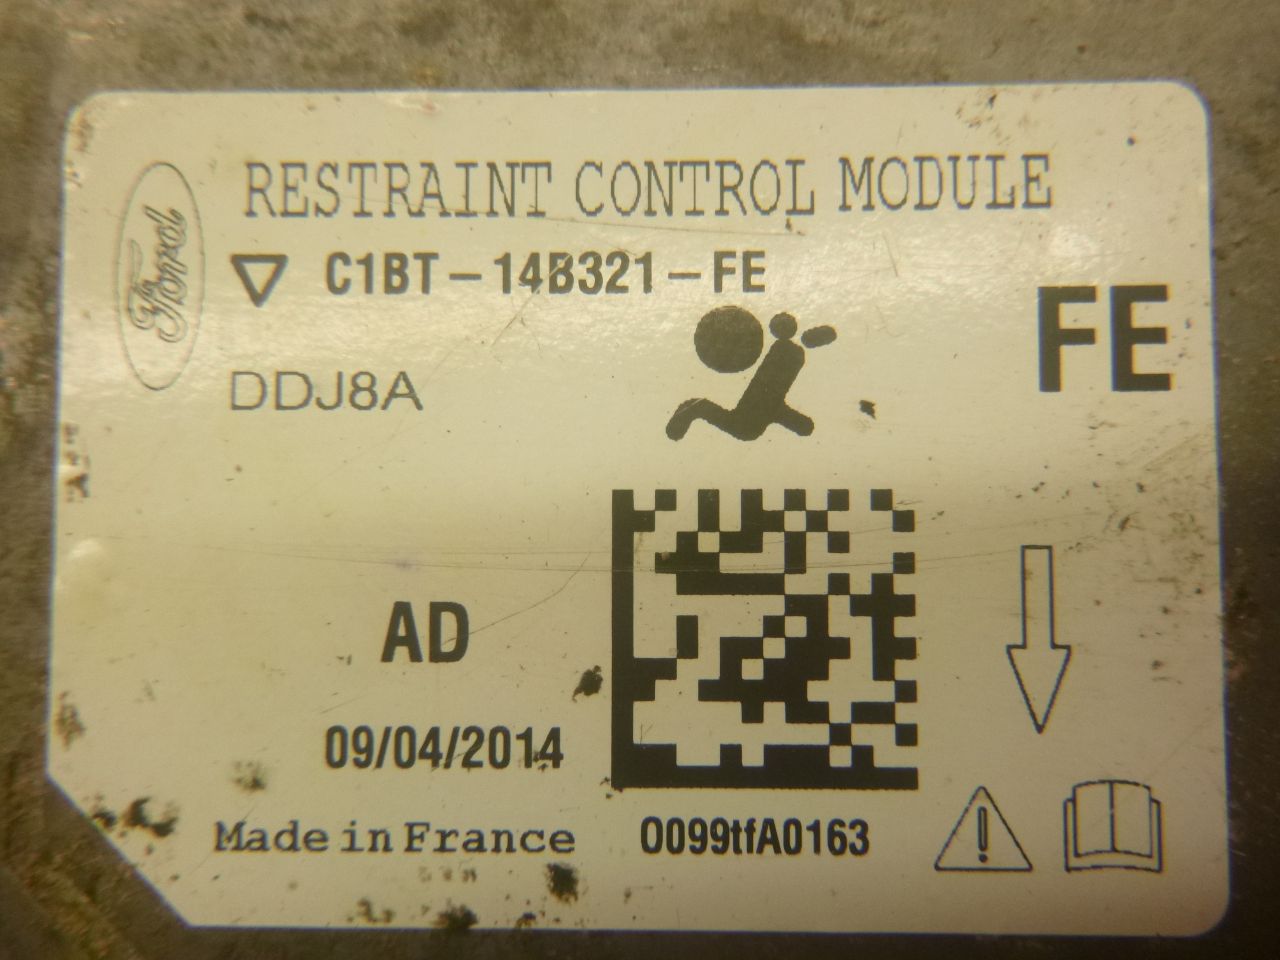 Ford
RESTRAINT CONTROL MODULE
C1BT-14B321-FE
FE
DDJ8A
AD
09/04/2014
Made in France
0099tfA0163